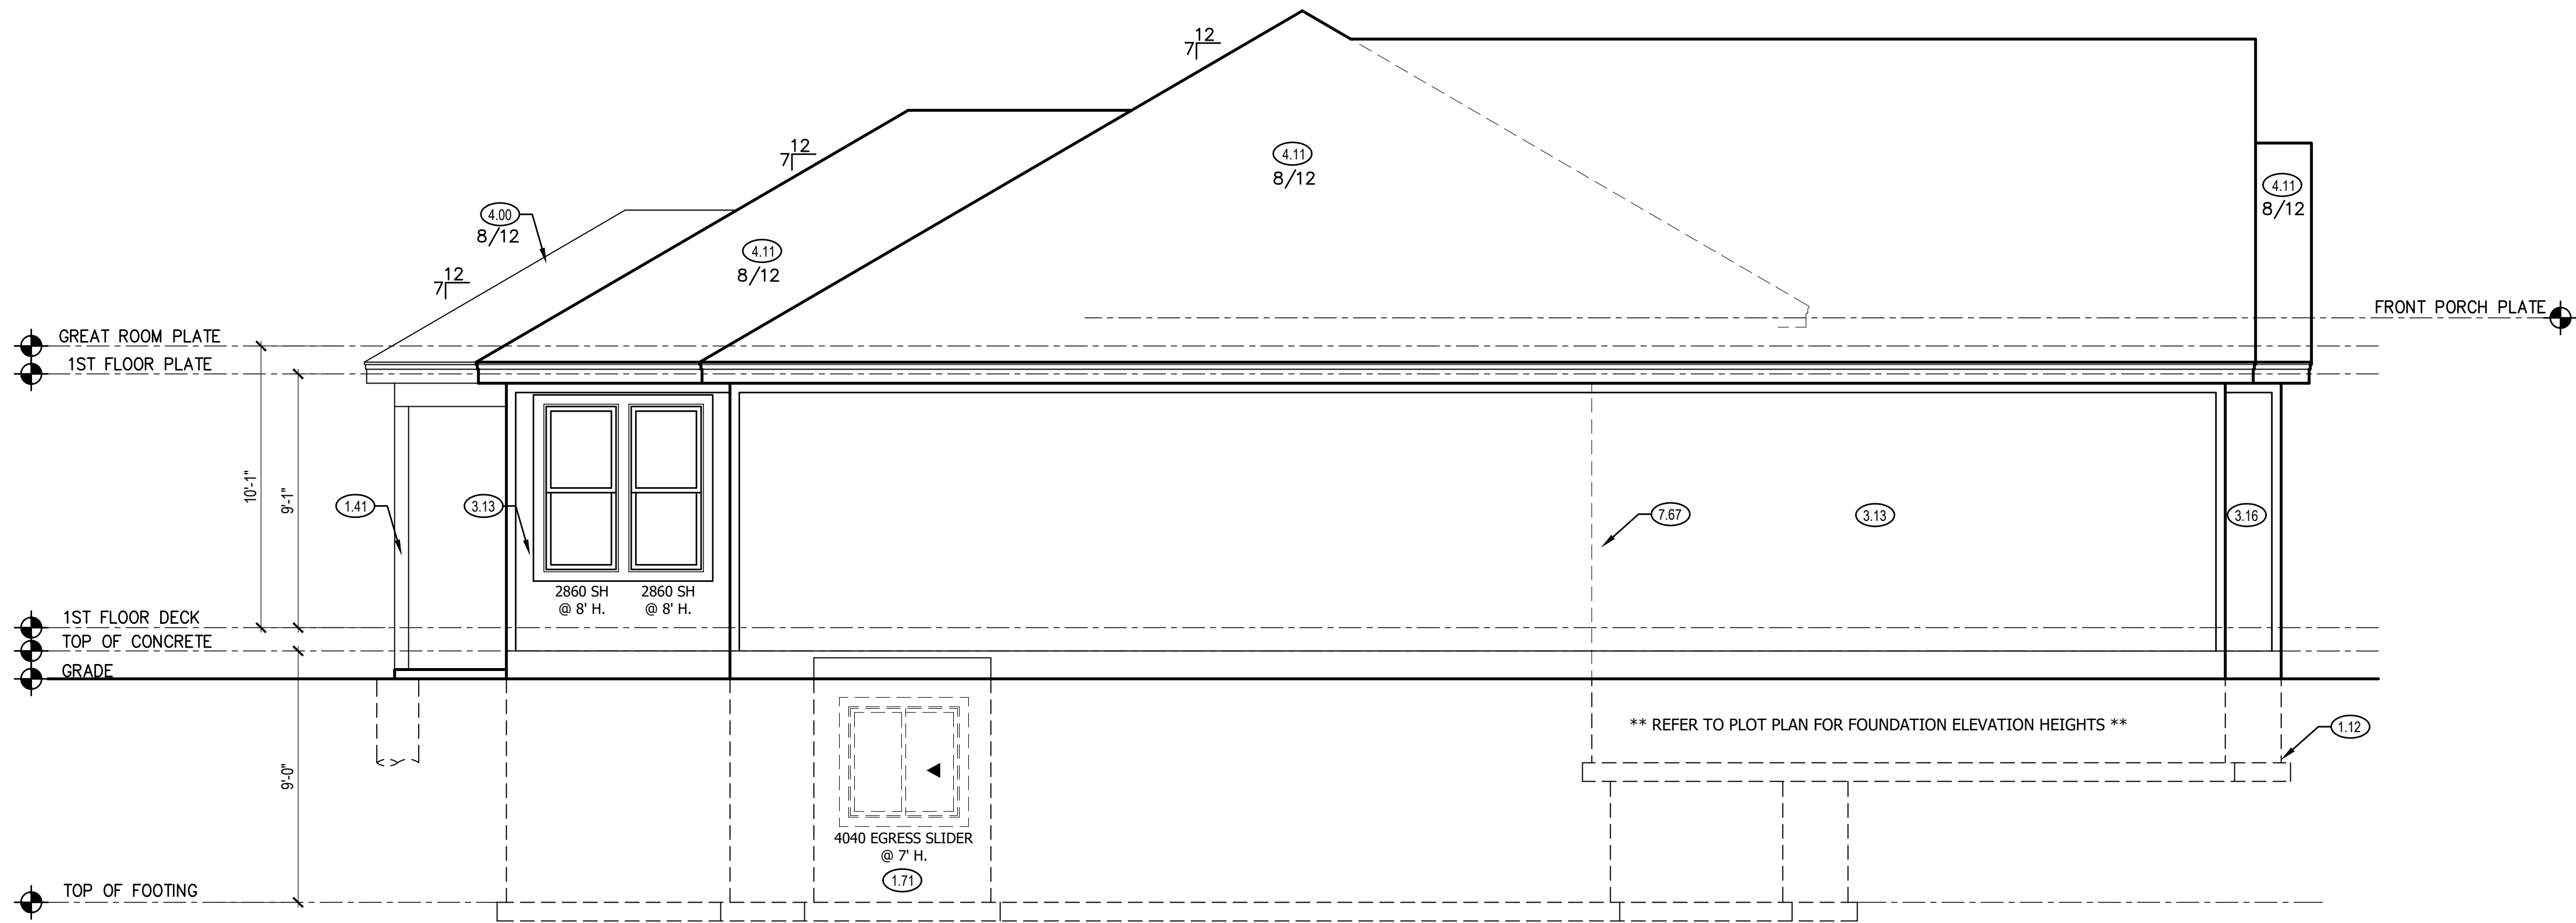 12
7
12
7
4.11
8/12
12
7
4.11
8/12
4.00
8/12
4.11
8/12
12
7
FRONT PORCH PLATE
GREAT ROOM PLATE
1ST FLOOR PLATE
10'-1"
9'-1"
1.41
3.13
7.67
3.13
3.16
2860 SH
@ 8' H.
2860 SH
@ 8' H.
1ST FLOOR DECK
TOP OF CONCRETE
GRADE
** REFER TO PLOT PLAN FOR FOUNDATION ELEVATION HEIGHTS **
1.12
9'-0"
4040 EGRESS SLIDER
@ 7' H.
1.71
TOP OF FOOTING